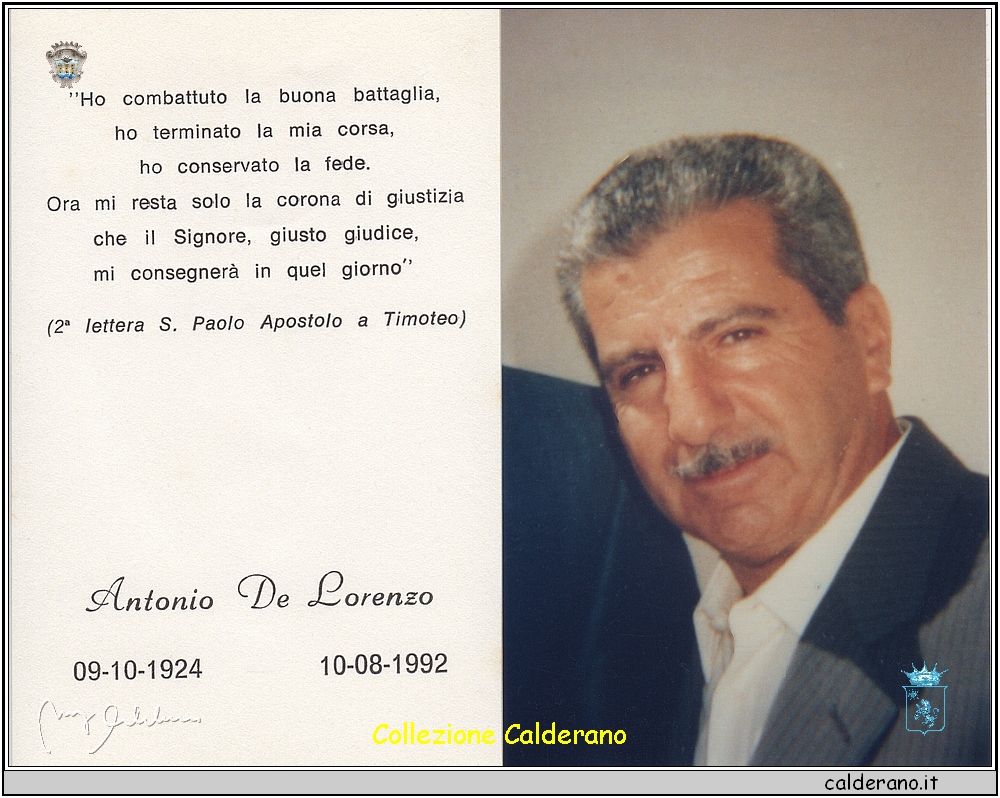 "Ho combattuto la buona battaglia,
ho terminato la mia corsa,
ho conservato la fede.
Ora mi resta solo la corona di giustizia
che il Signore, giusto giudice,
mi consegnerà in quel giorno"
(2ª lettera S. Paolo Apostolo a Timoteo)
Antonio De Lorenzo
09-10-1924 10-08-1992
Collezione Calderano
calderano.it